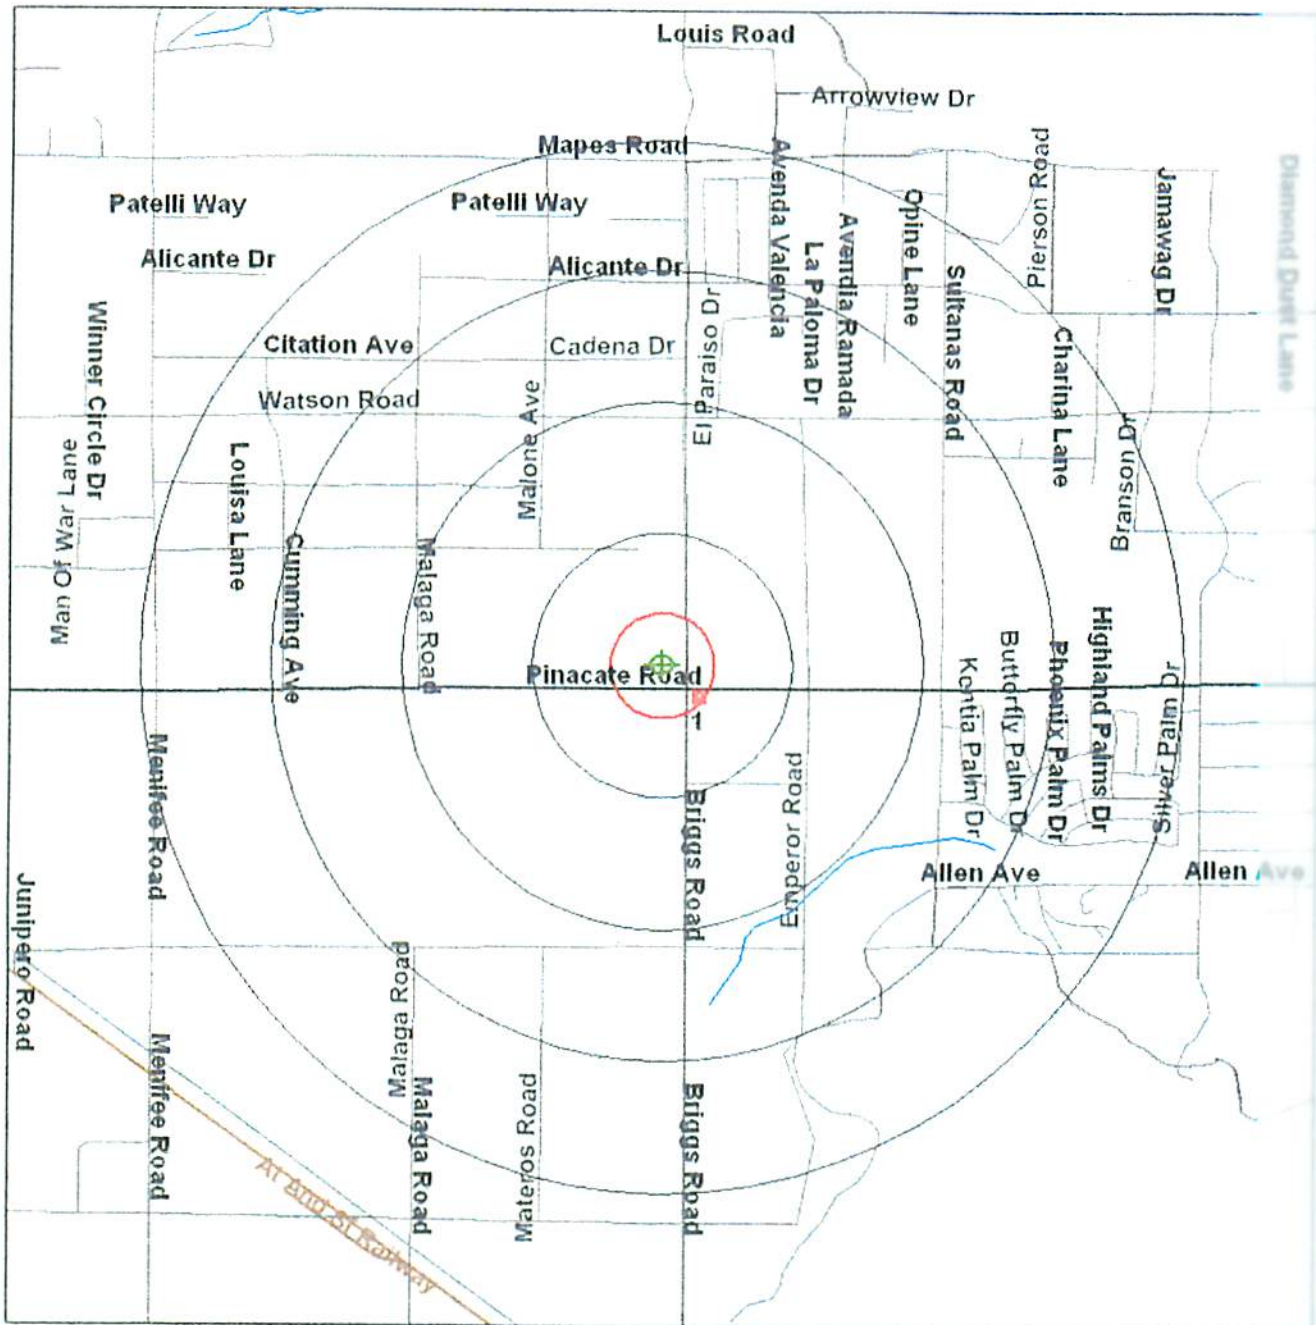 Louis Road
Arrowview Dr
Mapes Road
Diamond Dust Lane
Pierson Road
Avenda Valencia
Jamawag Dr
Patelli Way
Patelli Way
Opine Lane
Avendia Ramada
La Paloma Dr
Alicante Dr
Alicante Dr
Sultanas Road
El Paraiso Dr
Winner Circle Dr
Citation Ave
Cadena Dr
Charina Lane
Watson Road
Malone Ave
Branson Dr
Man Of War Lane
Louisa Lane
Cumming Ave
Malaga Road
Highland Palms Dr
Butterfly Palm Dr
Phoenix Palm Dr
Kentia Palm Dr
Silver Palm Dr
Pinacate Road
1
Menifee Road
Briggs Road
Emperor Road
Allen Ave
Allen Ave
Junipero Road
Malaga Road
Menifee Road
Malaga Road
Materos Road
Briggs Road
At And Sf Railway